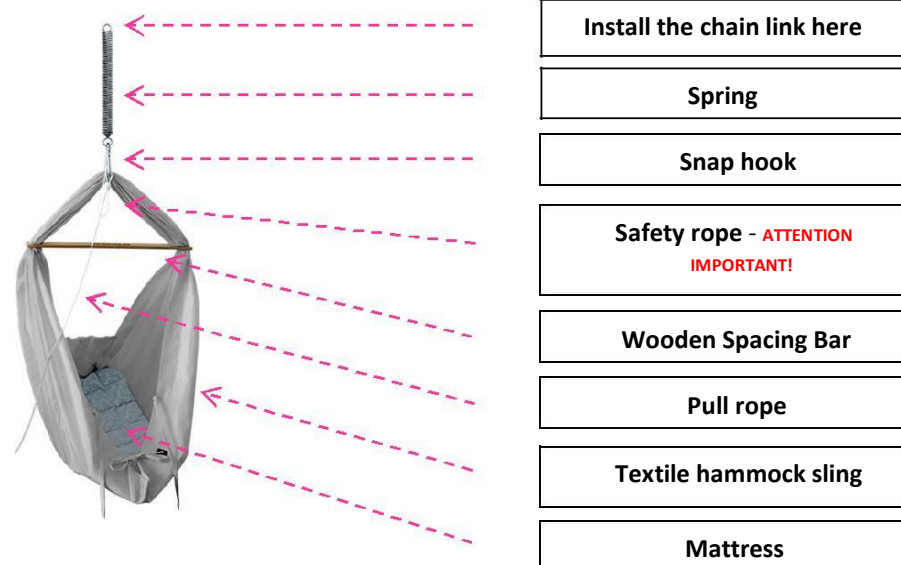 Install the chain link here
Spring
Snap hook
Safety rope - ATTENTION
IMPORTANT!
Wooden Spacing Bar
Pull rope
Textile hammock sling
Mattress